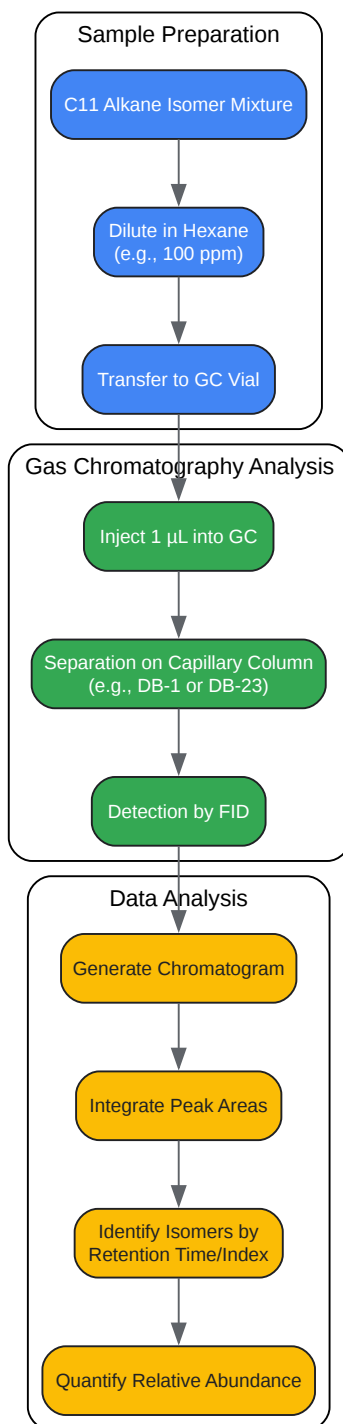 Sample Preparation
C11 Alkane Isomer Mixture
Dilute in Hexane
(e.g., 100 ppm)
Transfer to GC Vial
Gas Chromatography Analysis
Inject 1 µL into GC
Separation on Capillary Column
(e.g., DB-1 or DB-23)
Detection by FID
Data Analysis
Generate Chromatogram
Integrate Peak Areas
Identify Isomers by
Retention Time/Index
Quantify Relative Abundance